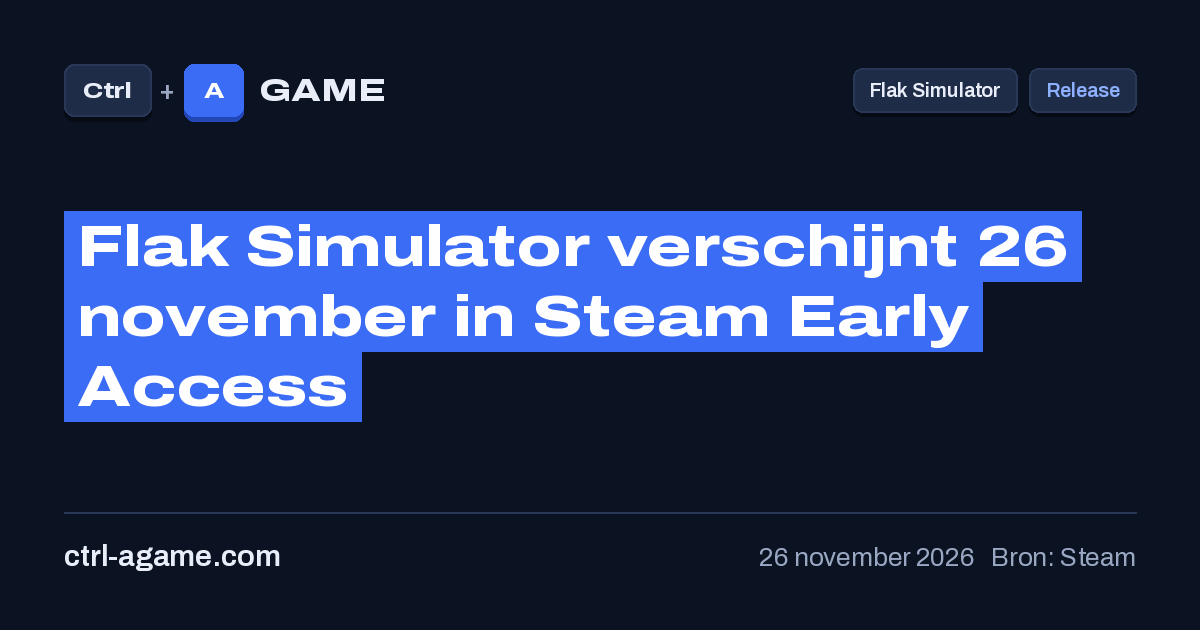 Ctrl + A GAME
Flak Simulator Release
Flak Simulator verschijnt 26
november in Steam Early
Access
ctrl-agame.com
26 november 2026 Bron: Steam